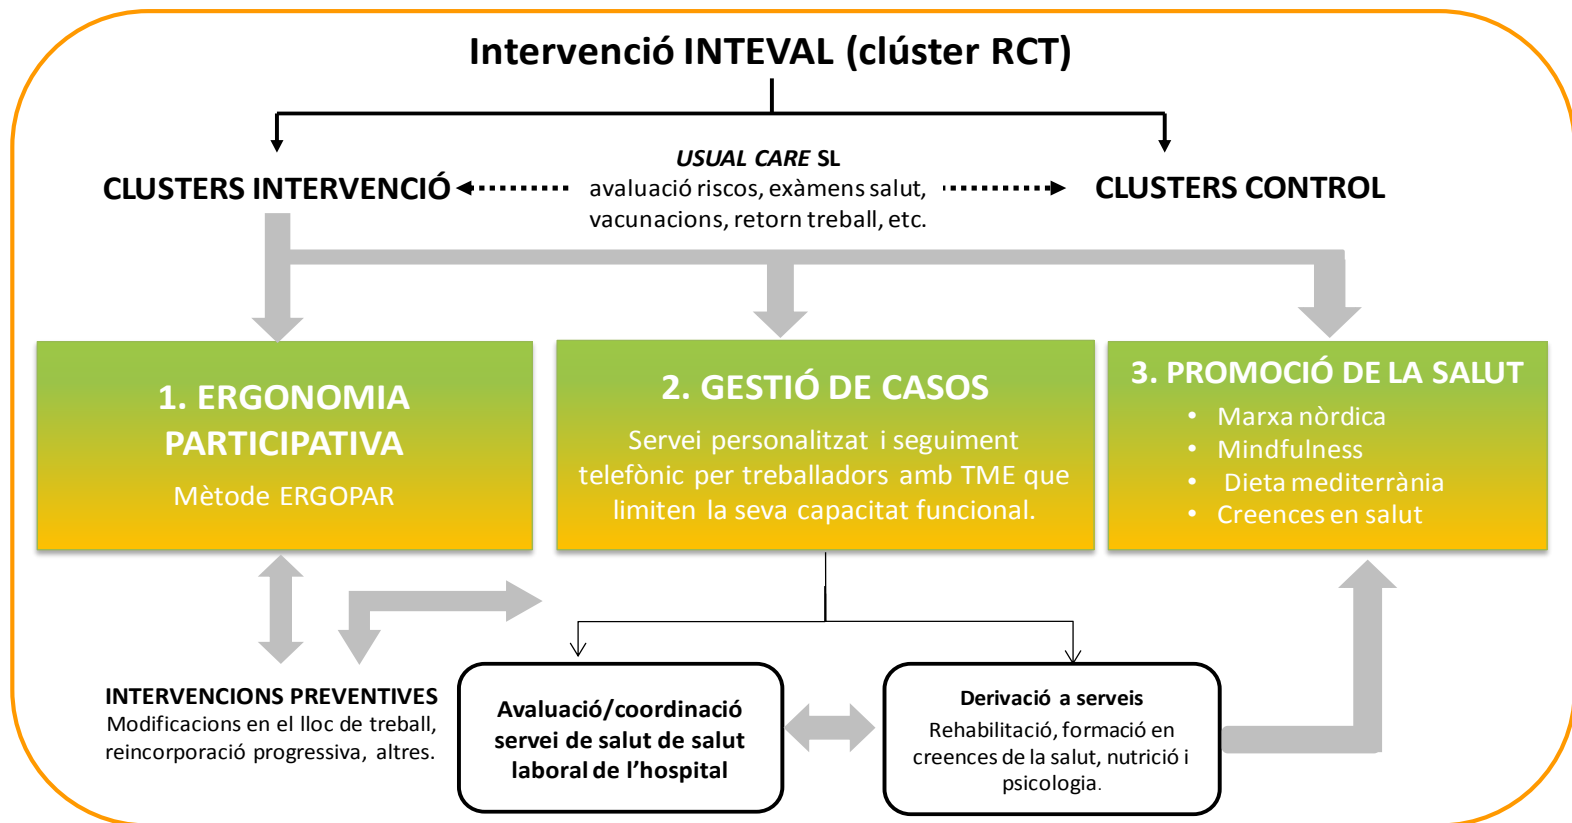 Intervenció INTEVAL (clúster RCT)
USUAL CARE SL
avaluació riscos, exàmens salut,
vacunacions, retorn treball, etc.
CLUSTERS INTERVENCIÓ
CLUSTERS CONTROL
1. ERGONOMIA
PARTICIPATIVA
Mètode ERGOPAR
2. GESTIÓ DE CASOS
Servei personalitzat i seguiment
telefònic per treballadors amb TME que
limiten la seva capacitat funcional.
3. PROMOCIÓ DE LA SALUT
• Marxa nòrdica
• Mindfulness
• Dieta mediterrània
• Creences en salut
INTERVENCIONS PREVENTIVES
Modificacions en el lloc de treball,
reincorporació progressiva, altres.
Avaluació/coordinació
servei de salut de salut
laboral de l’hospital
Derivació a serveis
Rehabilitació, formació en
creences de la salut, nutrició i
psicologia.